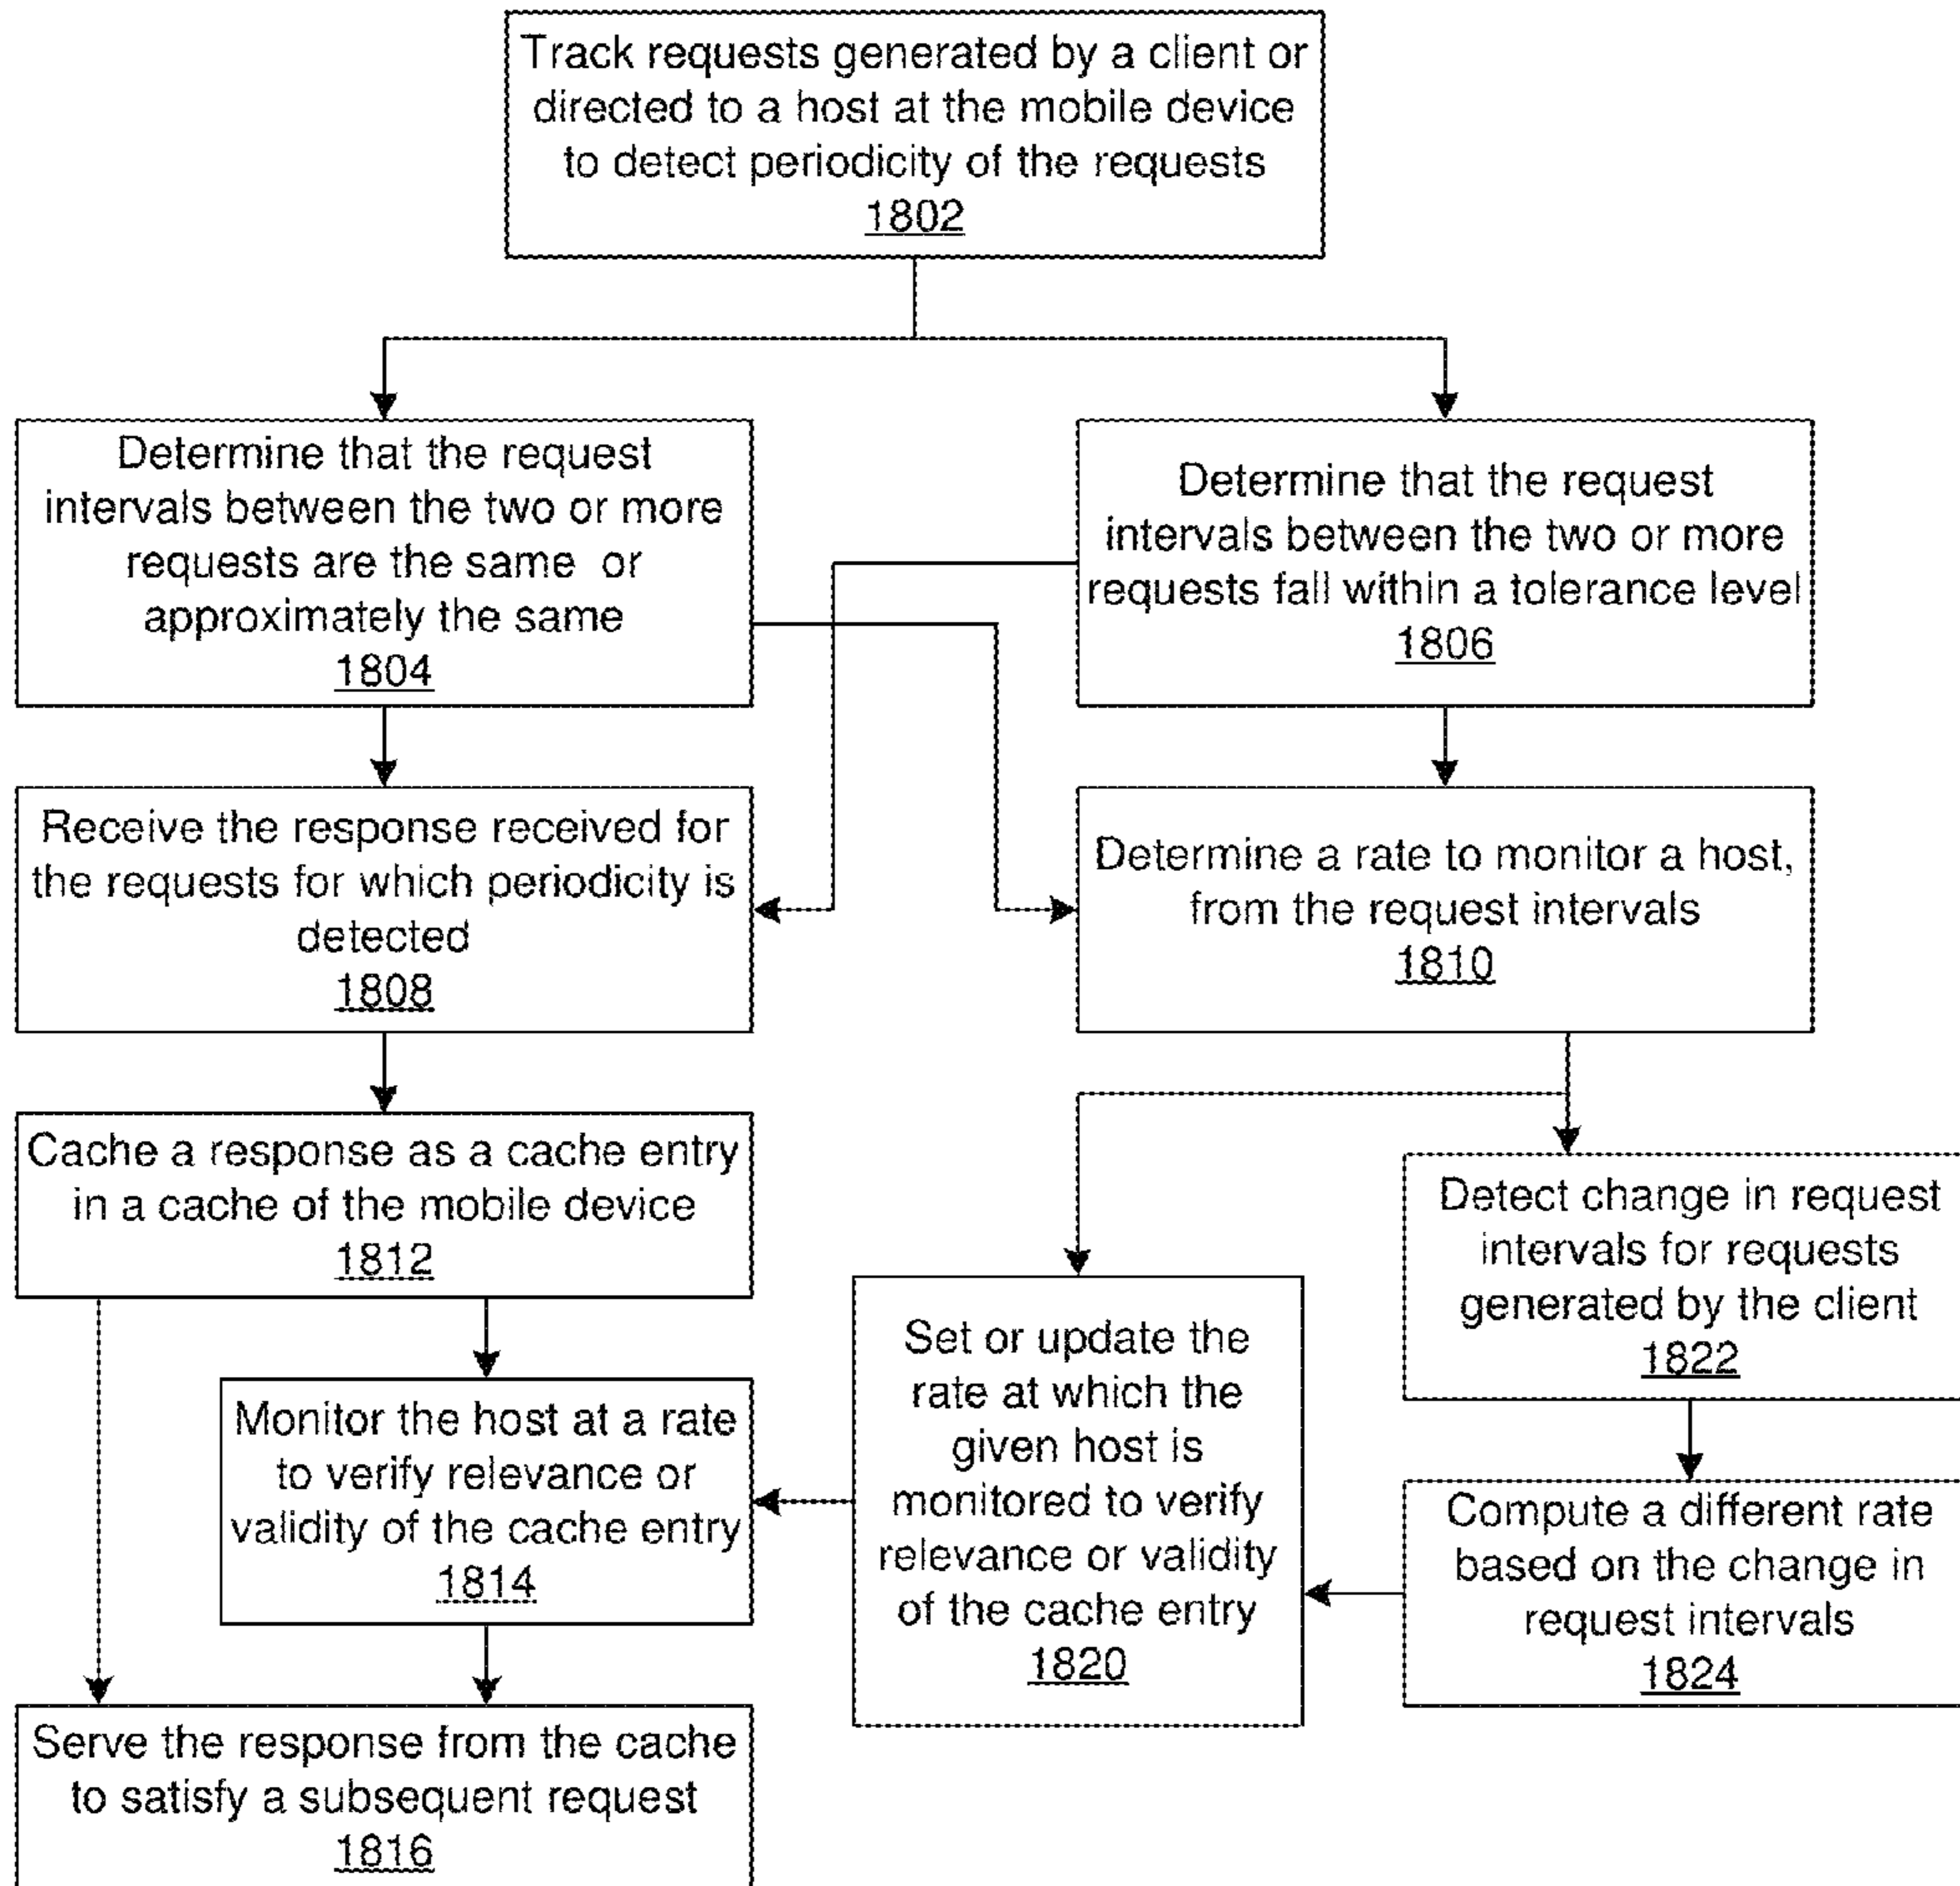 Track requests generated by a client or
directed to a host at the mobile device
to detect periodicity of the requests
1802
Determine that the request
intervals between the two or more
requests are the same or
approximately the same
1804
Determine that the request
intervals between the two or more
requests fall within a tolerance level
1806
Receive the response received for
the requests for which periodicity is
detected
1808
Determine a rate to monitor a host,
from the request intervals
1810
Cache a response as a cache entry
in a cache of the mobile device
1812
Detect change in request
intervals for requests
generated by the client
1822
Set or update the
rate at which the
given host is
monitored to verify
relevance or validity
of the cache entry
1820
Monitor the host at a rate
to verify relevance or
validity of the cache entry
1814
Compute a different rate
based on the change in
request intervals
1824
Serve the response from the cache
to satisfy a subsequent request
1816